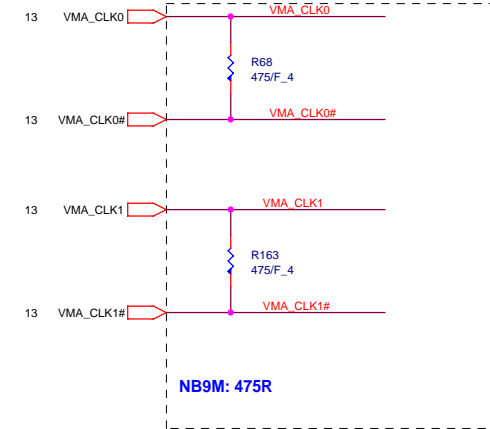 13 VMA_CLK0 VMA_CLK0
R68
475/F_4
13 VMA_CLK0# VMA_CLK0#
13 VMA_CLK1 VMA_CLK1
R163
475/F_4
13 VMA_CLK1# VMA_CLK1#
NB9M: 475R